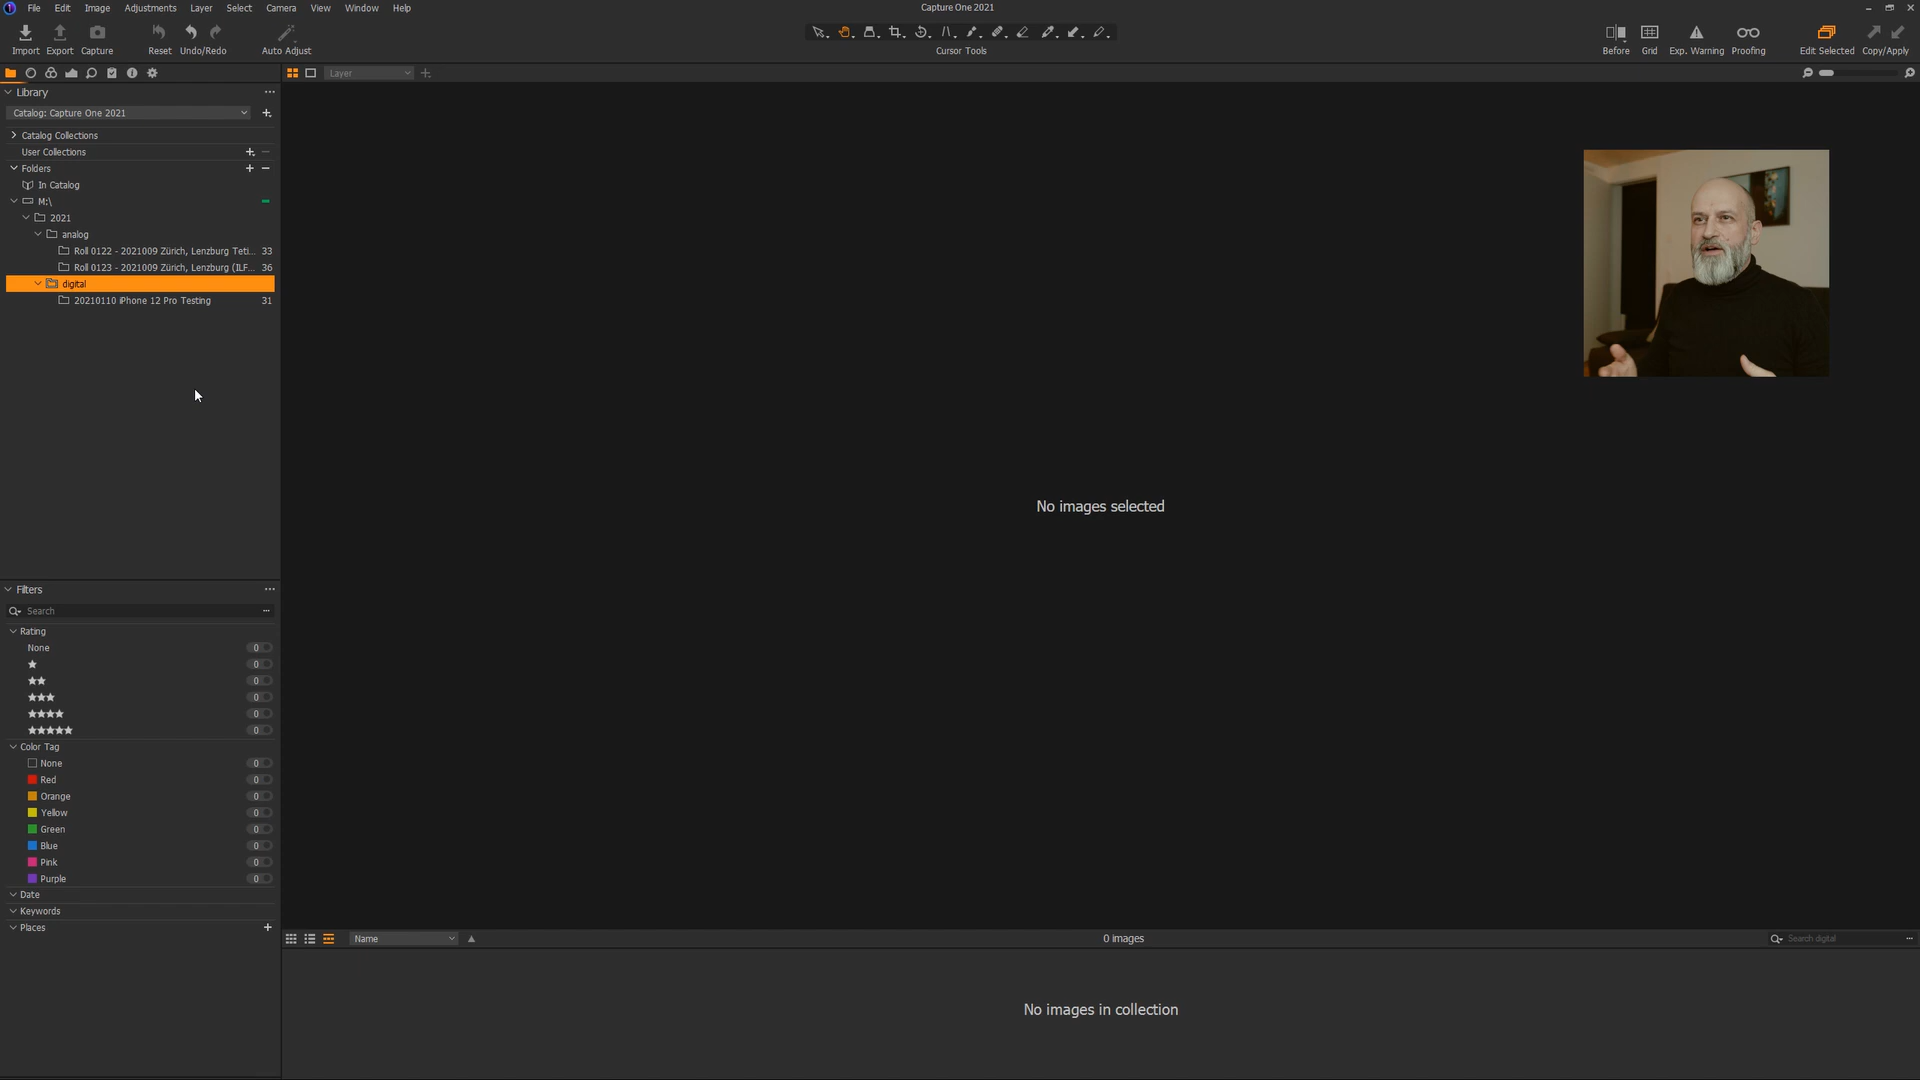 File Edit Image Adjustments Layer Select Camera View Window Help
Capture One 2021
Import Export Capture Reset Undo/Redo Auto Adjust
Cursor Tools
Before Grid Exp. Warning Proofing Edit Selected Copy/Apply
Library
Layer
Catalog: Capture One 2021
Catalog Collections
User Collections
Folders
In Catalog
M:\
2021
analog
Roll 0122 - 2021009 Zürich, Lenzburg Teti... 33
Roll 0123 - 2021009 Zürich, Lenzburg (ILF... 36
digital
20210110 iPhone 12 Pro Testing 31
No images selected
Filters
Search
Rating
None 0
★ 0
★★ 0
★★★ 0
★★★★ 0
★★★★★ 0
Color Tag
None 0
Red 0
Orange 0
Yellow 0
Green 0
Blue 0
Pink 0
Purple 0
Date
Keywords
Places
Name
0 images
Search digital
No images in collection